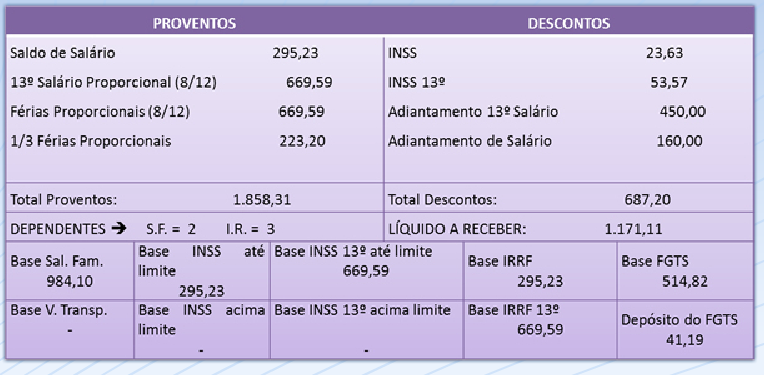 PROVENTOS DESCONTOS
Saldo de Salário 295,23 INSS 23,63
13º Salário Proporcional (8/12) 669,59 INSS 13º 53,57
Férias Proporcionais (8/12) 669,59 Adiantamento 13º Salário 450,00
1/3 Férias Proporcionais 223,20 Adiantamento de Salário 160,00
Total Proventos: 1.858,31 Total Descontos: 687,20
DEPENDENTES ➔ S.F. = 2 I.R. = 3 LÍQUIDO A RECEBER: 1.171,11
Base Sal. Fam.
984,10
Base INSS até
limite
295,23
Base INSS 13º até limite
669,59
Base IRRF
295,23
Base FGTS
514,82
Base V. Transp.
-
Base INSS acima
limite
-
Base INSS 13º acima limite
-
Base IRRF 13º
669,59
Depósito do FGTS
41,19